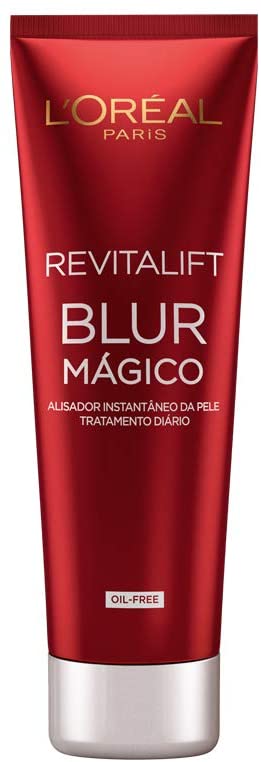 L'ORÉAL
PARiS
REVITALIFT
BLUR
MÁGICO
ALISADOR INSTANTÂNEO DA PELE
TRATAMENTO DIÁRIO
OIL-FREE